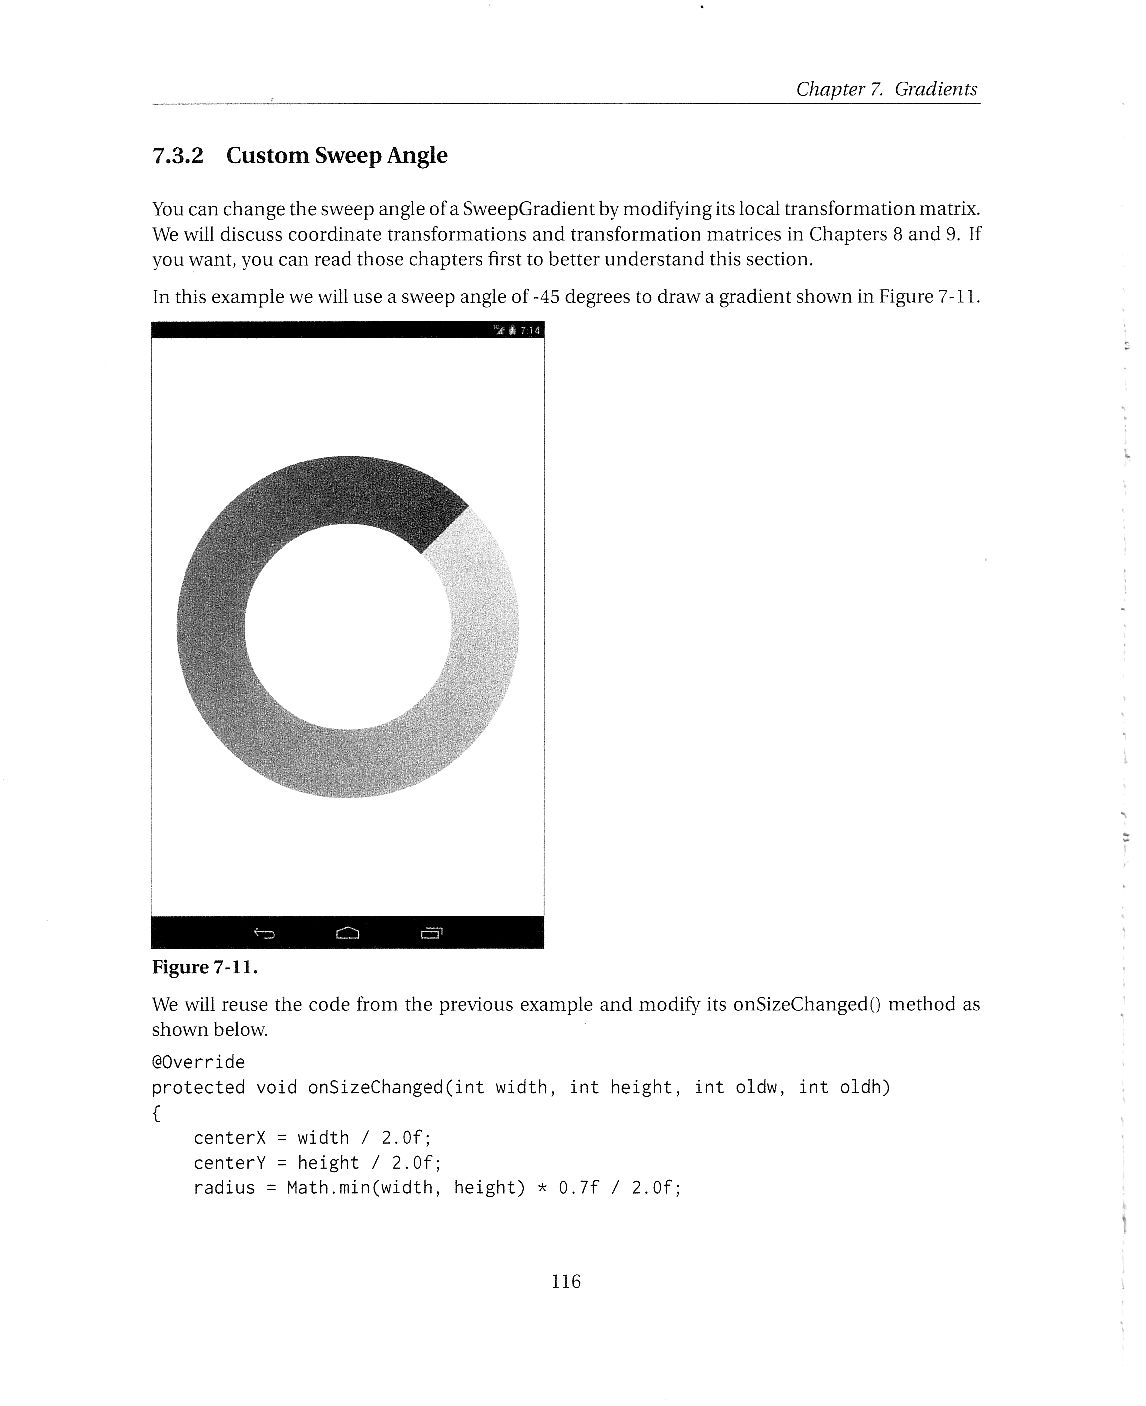 Chapter 7. Gradients
7.3.2 Custom Sweep Angle
You can change the sweep angle of a SweepGradient by modifying its local transformation matrix.
We will discuss coordinate transformations and transformation matrices in Chapters 8 and 9. If
you want, you can read those chapters first to better understand this section.
In this example we will use a sweep angle of -45 degrees to draw a gradient shown in Figure 7-11.
7:14
Figure 7-11.
We will reuse the code from the previous example and modify its onSizeChanged() method as
shown below.
@Override
protected void onSizeChanged(int width, int height, int oldw, int oldh)
{
    centerX = width / 2.0f;
    centerY = height / 2.0f;
    radius = Math.min(width, height) * 0.7f / 2.0f;
116